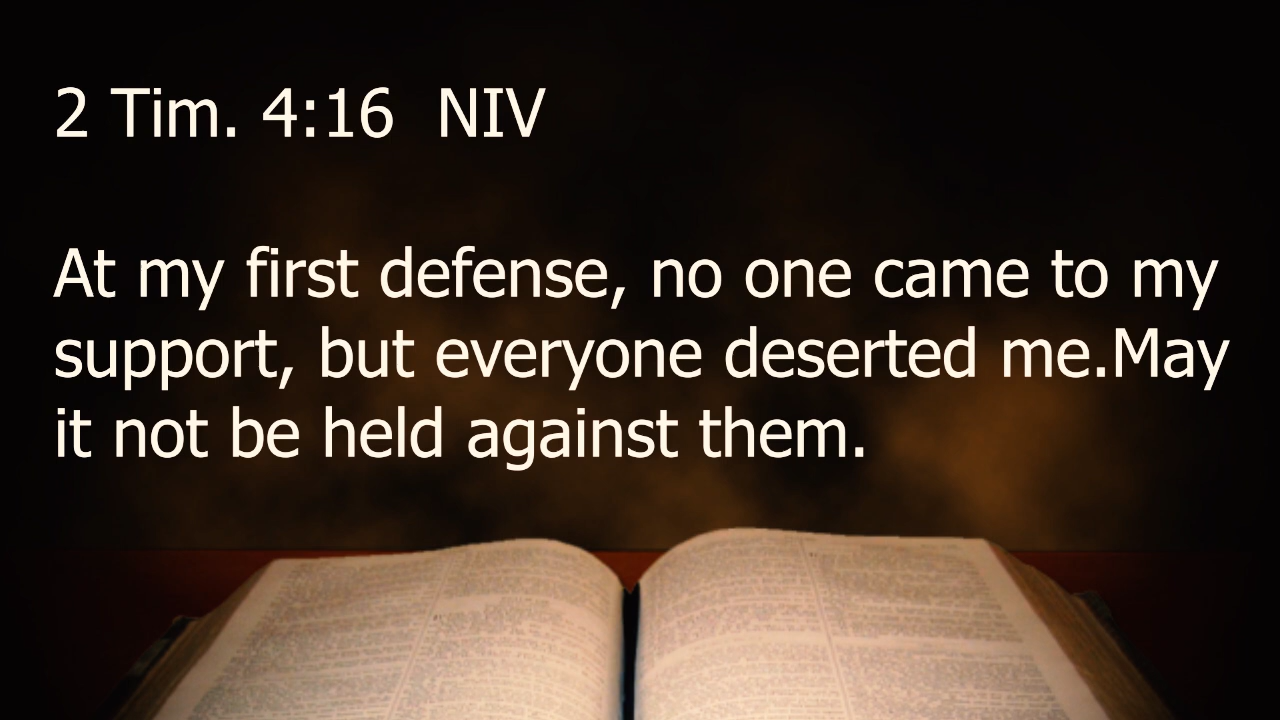 2 Tim. 4:16  NIV
At my first defense, no one came to my
support, but everyone deserted me.May
it not be held against them.